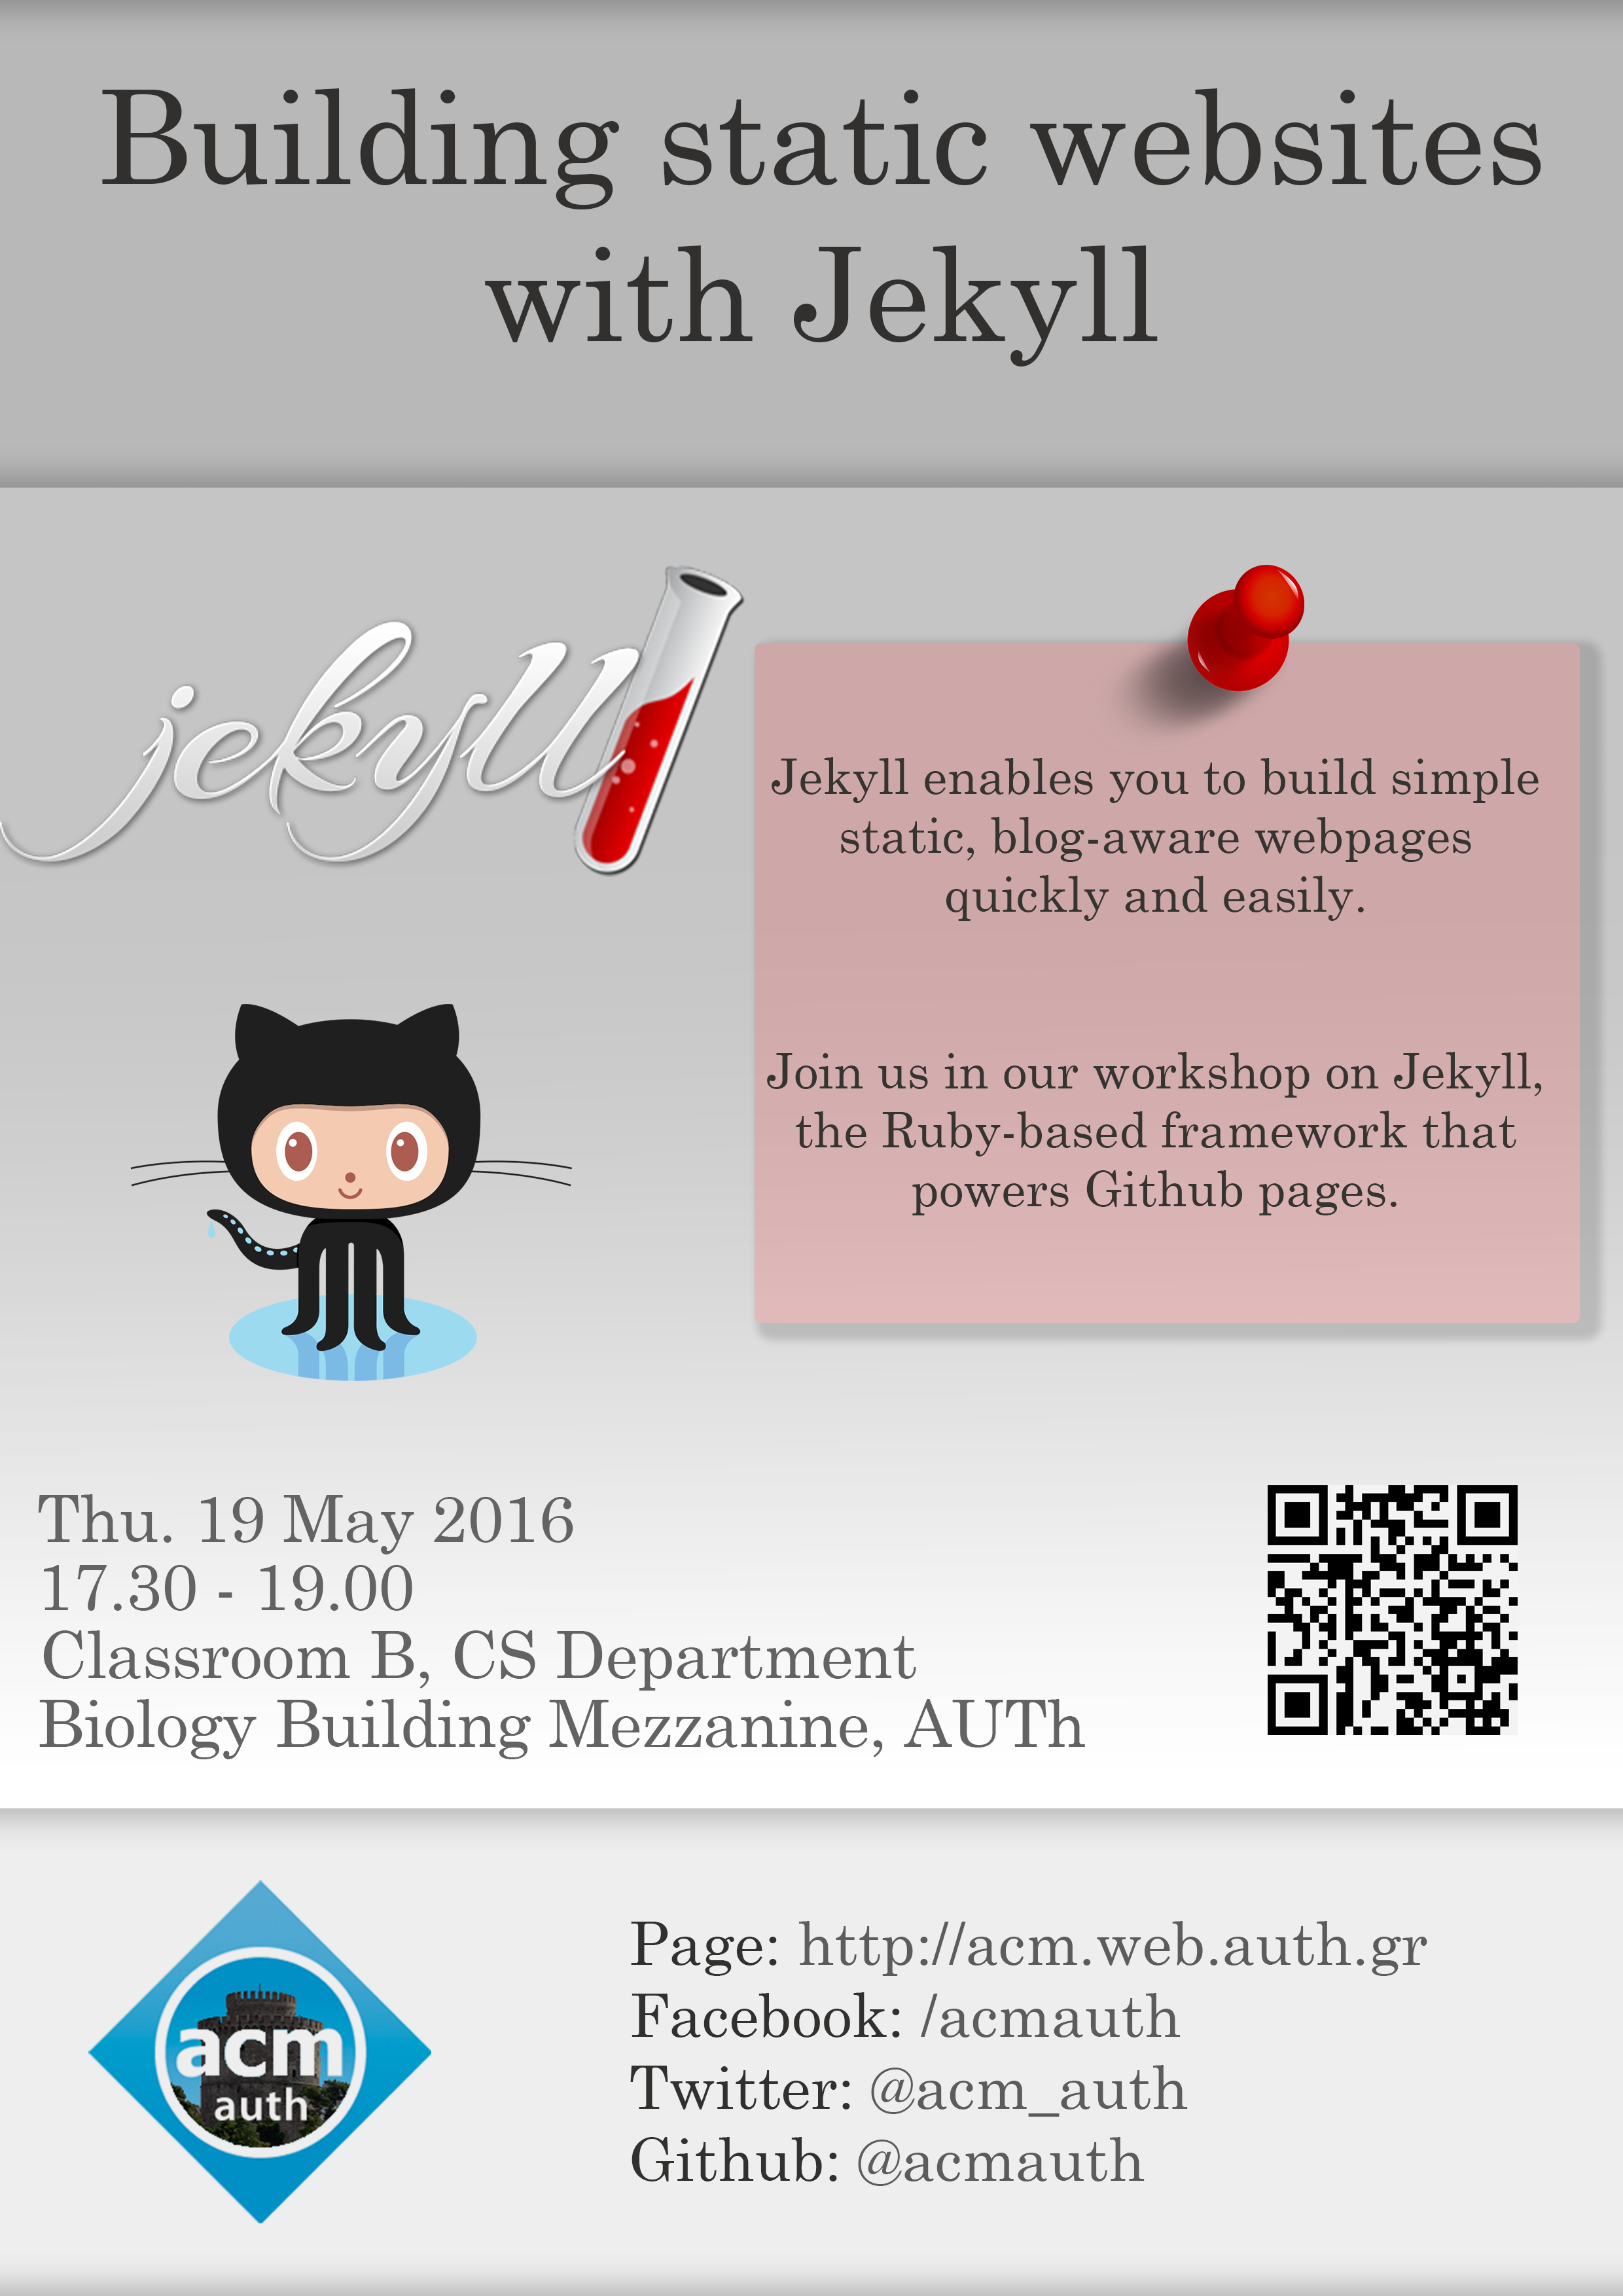 Building static websites
with Jekyll
jekyll
Jekyll enables you to build simple
static, blog-aware webpages
quickly and easily.
Join us in our workshop on Jekyll,
the Ruby-based framework that
powers Github pages.
Thu. 19 May 2016
17.30 - 19.00
Classroom B, CS Department
Biology Building Mezzanine, AUTh
acm
auth
Page: http://acm.web.auth.gr
Facebook: /acmauth
Twitter: @acm_auth
Github: @acmauth